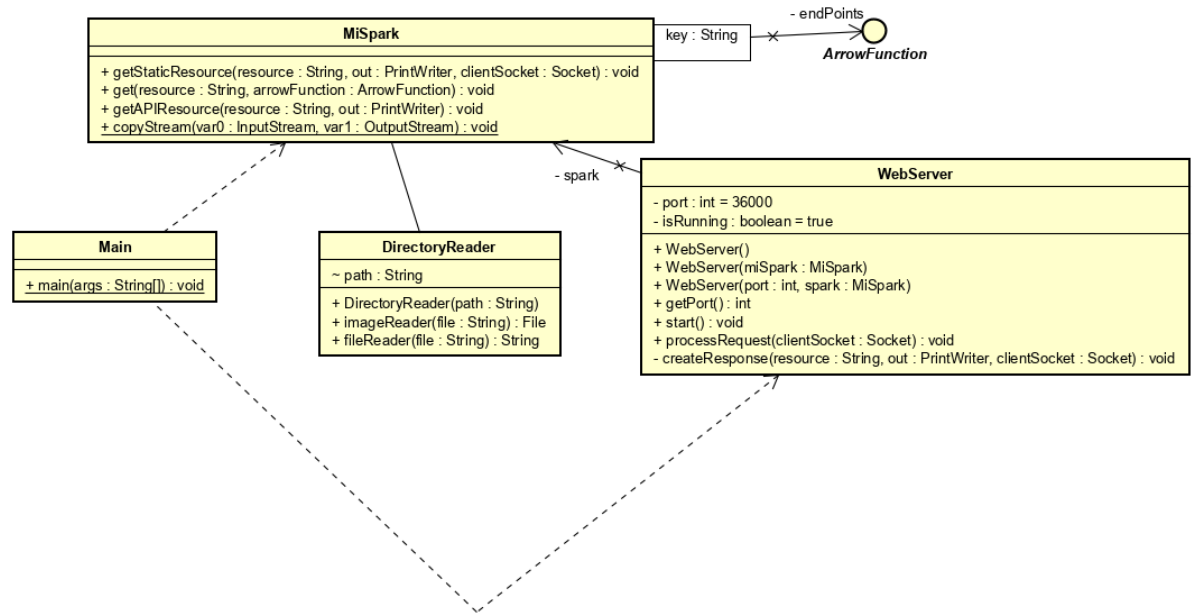 MiSpark
+ getStaticResource(resource : String, out : PrintWriter, clientSocket : Socket) : void
+ get(resource : String, arrowFunction : ArrowFunction) : void
+ getAPIResource(resource : String, out : PrintWriter) : void
+ copyStream(var0 : InputStream, var1 : OutputStream) : void
key : String
- endPoints
ArrowFunction
- spark
Main
+ main(args : String[]) : void
DirectoryReader
~ path : String
+ DirectoryReader(path : String)
+ imageReader(file : String) : File
+ fileReader(file : String) : String
WebServer
- port : int = 36000
- isRunning : boolean = true
+ WebServer()
+ WebServer(miSpark : MiSpark)
+ WebServer(port : int, spark : MiSpark)
+ getPort() : int
+ start() : void
+ processRequest(clientSocket : Socket) : void
- createResponse(resource : String, out : PrintWriter, clientSocket : Socket) : void